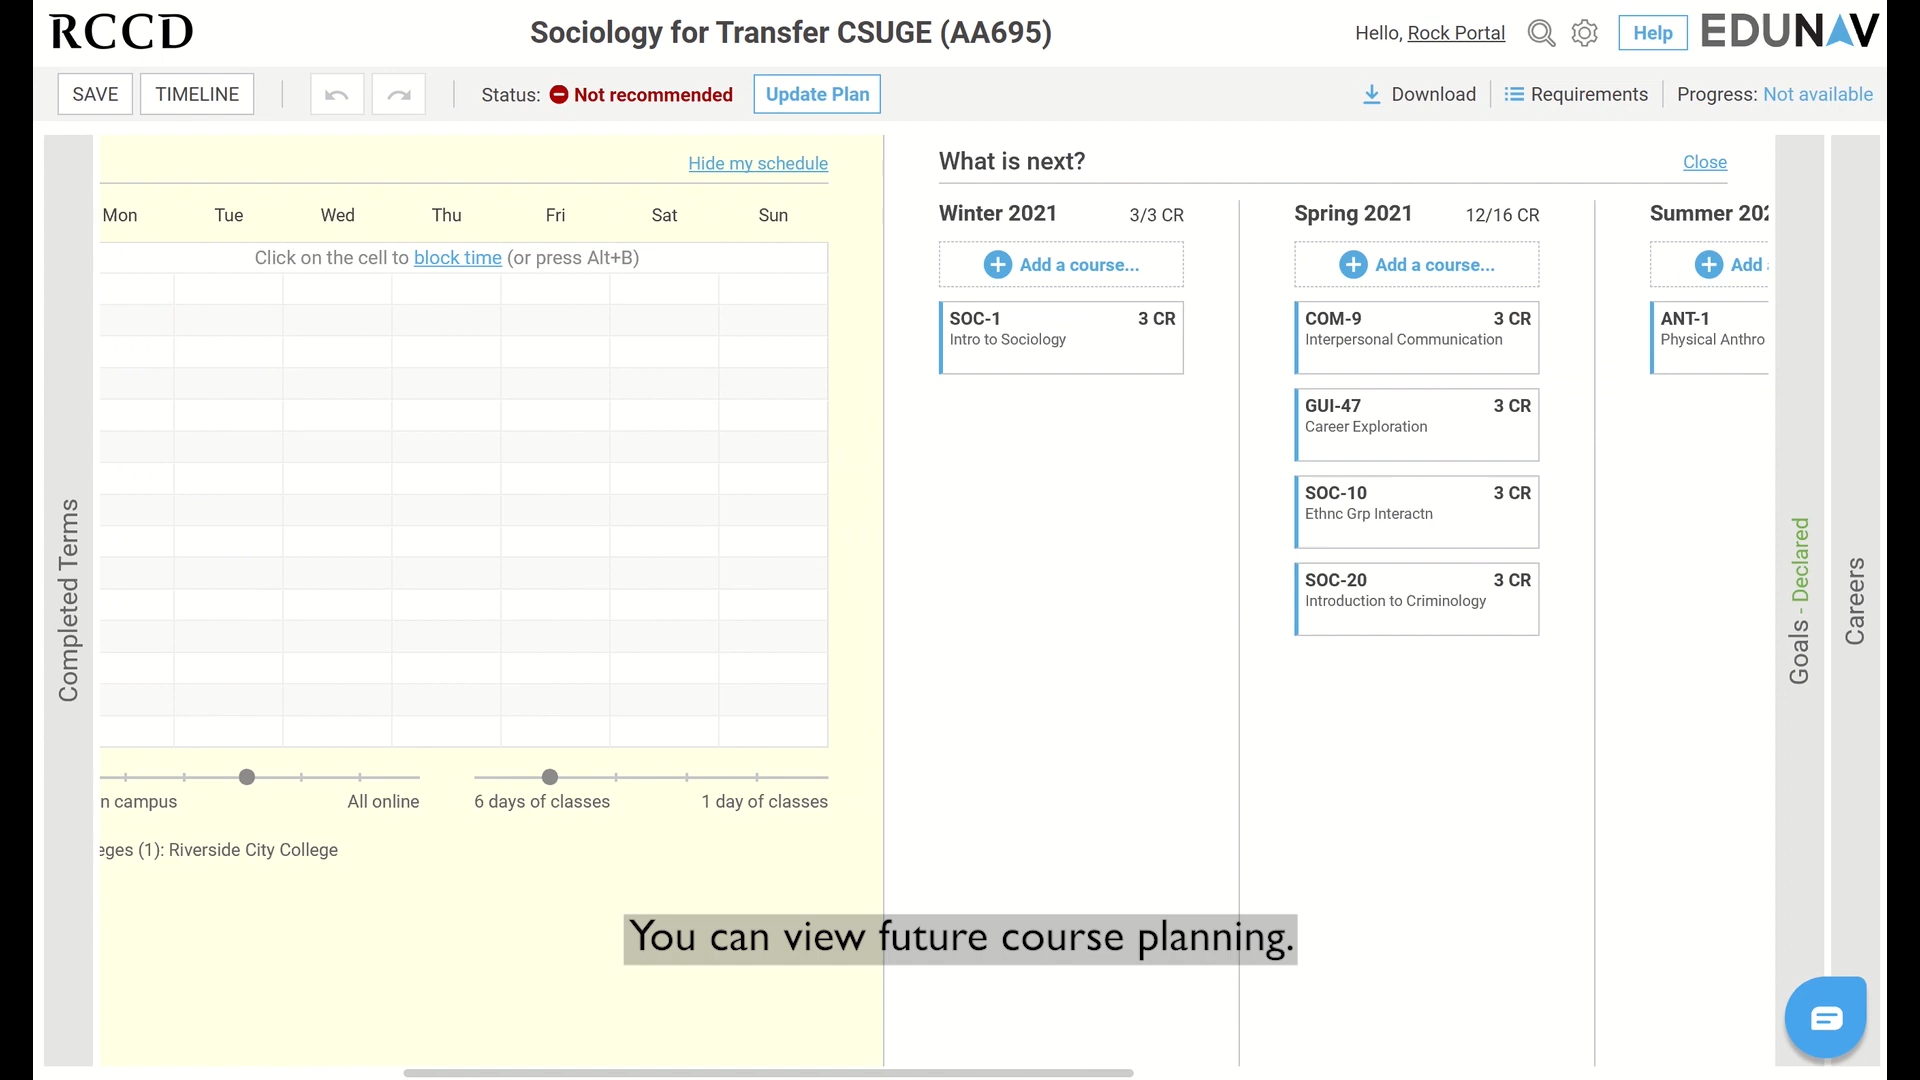 RCCD
Sociology for Transfer CSUGE (AA695)
Hello, Rock Portal
Help
EDUNAV
SAVE
TIMELINE
Status: Not recommended
Update Plan
Download
Requirements
Progress: Not available
Completed Terms
Hide my schedule
Mon Tue Wed Thu Fri Sat Sun
Click on the cell to block time (or press Alt+B)
n campus
All online
6 days of classes
1 day of classes
eges (1): Riverside City College
What is next?
Close
Winter 2021 3/3 CR
Add a course...
SOC-1 3 CR
Intro to Sociology
Spring 2021 12/16 CR
Add a course...
COM-9 3 CR
Interpersonal Communication
GUI-47 3 CR
Career Exploration
SOC-10 3 CR
Ethnc Grp Interactn
SOC-20 3 CR
Introduction to Criminology
Summer 202
Add
ANT-1
Physical Anthro
Goals - Declared
Careers
You can view future course planning.